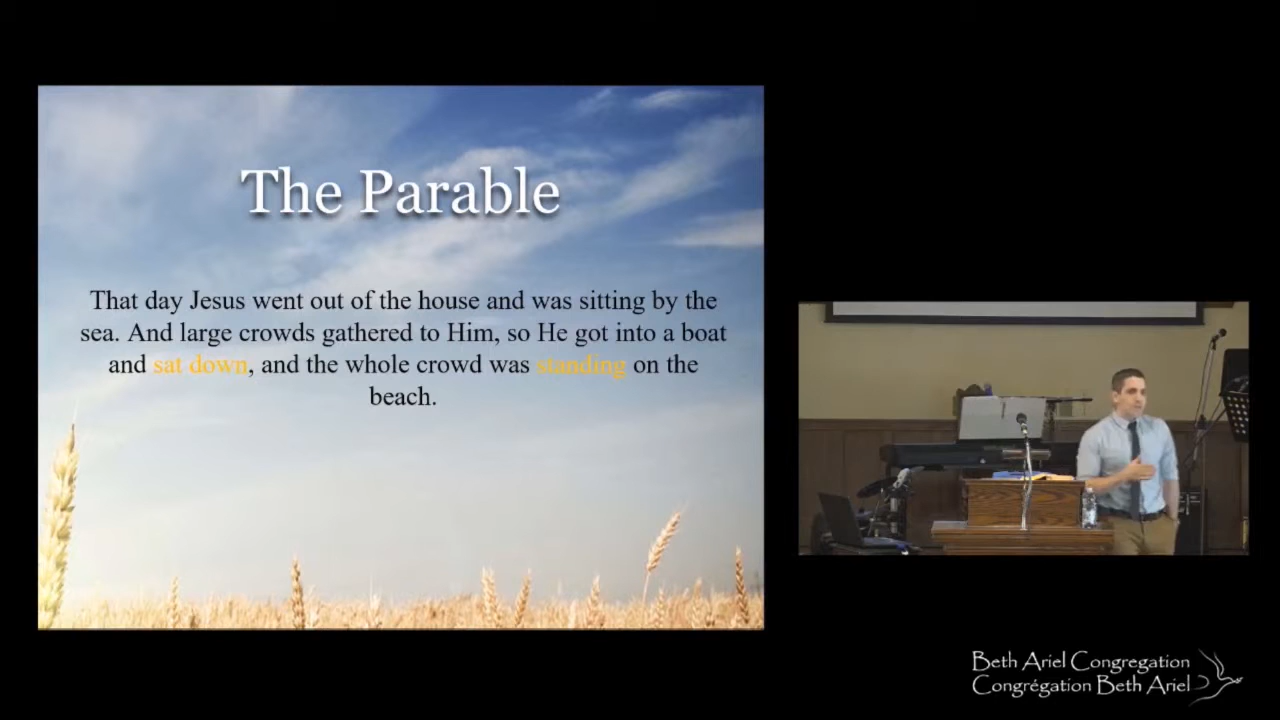 The Parable
That day Jesus went out of the house and was sitting by the
sea. And large crowds gathered to Him, so He got into a boat
and sat down, and the whole crowd was standing on the
beach.
Beth Ariel Congregation
Congrégation Beth Ariel